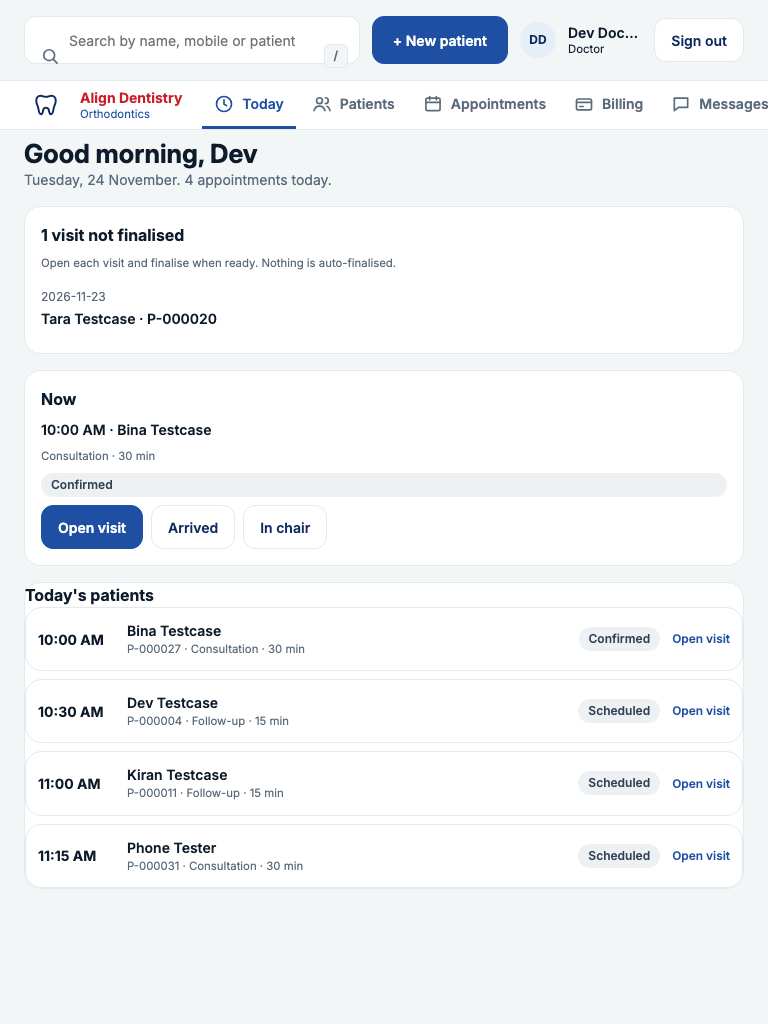 Search by name, mobile or patient
/
+ New patient
DD
Dev Doc...
Doctor
Sign out
Align Dentistry
Orthodontics
Today
Patients
Appointments
Billing
Messages
Good morning, Dev
Tuesday, 24 November. 4 appointments today.
1 visit not finalised
Open each visit and finalise when ready. Nothing is auto-finalised.
2026-11-23
Tara Testcase · P-000020
Now
10:00 AM · Bina Testcase
Consultation · 30 min
Confirmed
Open visit
Arrived
In chair
Today's patients
10:00 AM
Bina Testcase
P-000027 · Consultation · 30 min
Confirmed
Open visit
10:30 AM
Dev Testcase
P-000004 · Follow-up · 15 min
Scheduled
Open visit
11:00 AM
Kiran Testcase
P-000011 · Follow-up · 15 min
Scheduled
Open visit
11:15 AM
Phone Tester
P-000031 · Consultation · 30 min
Scheduled
Open visit